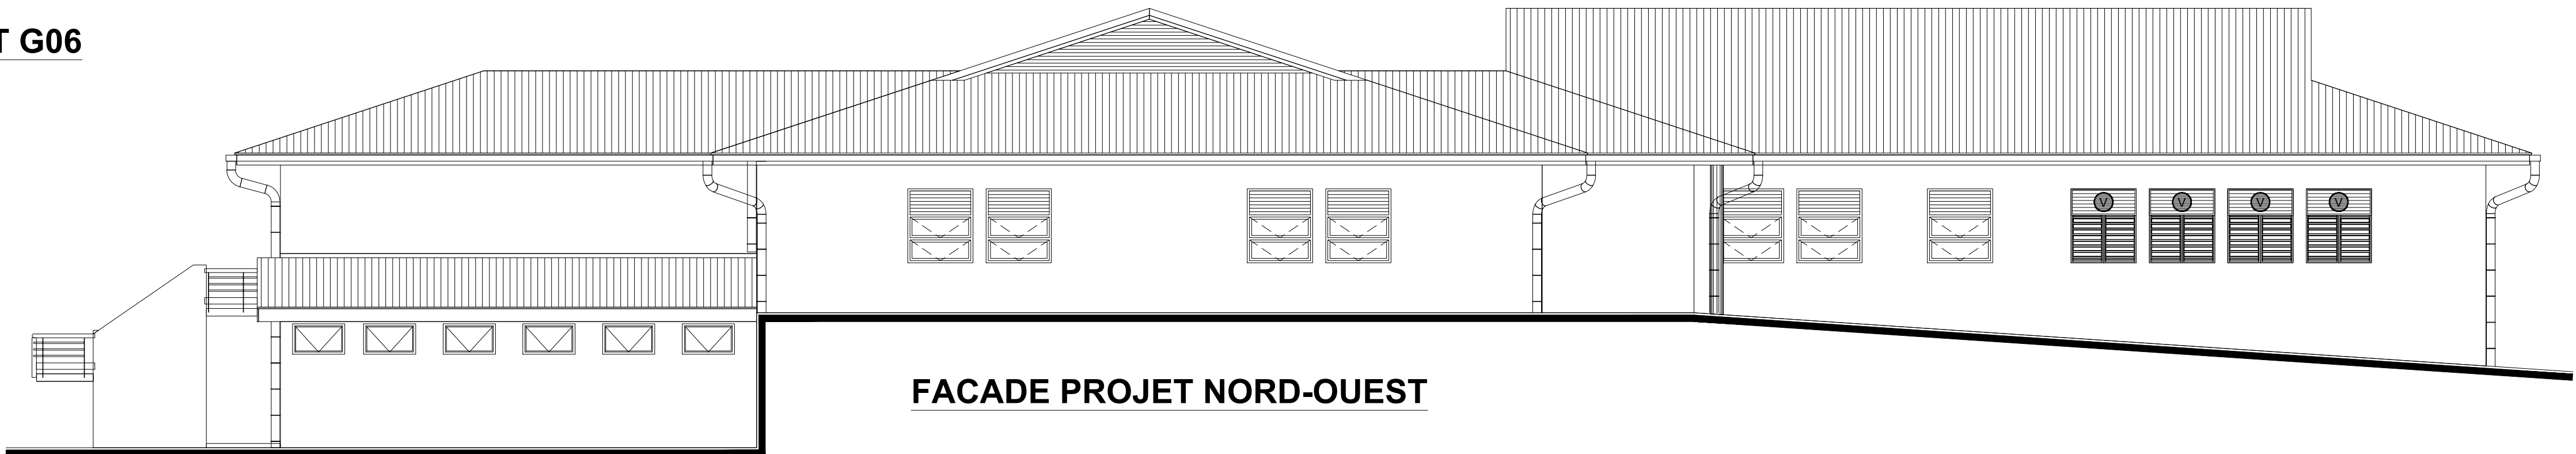 T G06
V V V V
FACADE PROJET NORD-OUEST